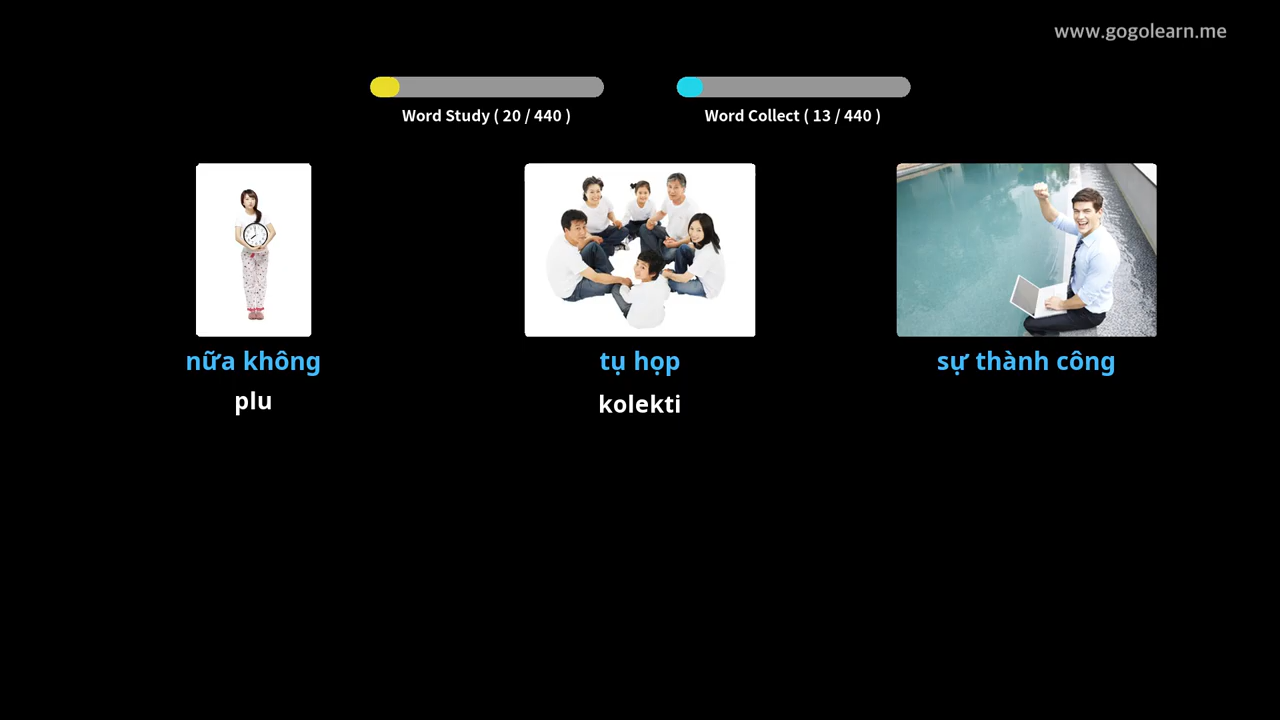 www.gogolearn.me
Word Study ( 20 / 440 )
Word Collect ( 13 / 440 )
nữa không
tụ họp
sự thành công
plu
kolekti